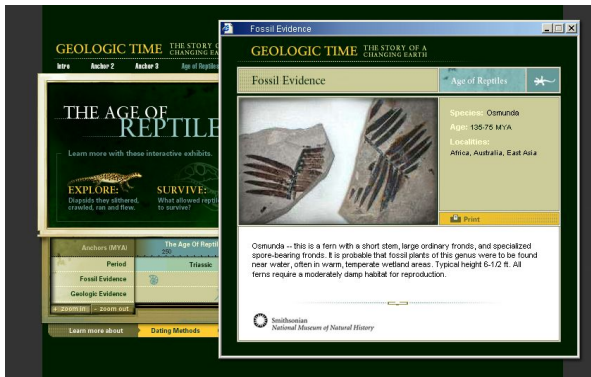 GEOLOGIC TIME THE STORY O
CHANGING EA
Intro Anchor 2 Anchor 3 Age of Reptiles
THE AGE OF
REPTILE
Learn more with these interactive exhibits.
EXPLORE:
Diapsids they slithered,
crawled, ran and flew.
SURVIVE:
What allowed reptil
to survive?
Anchors (MYA) The Age Of Repti
250
Period Triassic
Fossil Evidence
Geologic Evidence
+ zoom in - zoom out
Learn more about Dating Methods
Fossil Evidence
GEOLOGIC TIME THE STORY OF A
CHANGING EARTH
Fossil Evidence Age of Reptiles
Species: Osmunda
Age: 135-75 MYA
Localities:
Africa, Australia, East Asia
Print
Osmunda -- this is a fern with a short stem, large ordinary fronds, and specialized
spore-bearing fronds. It is probable that fossil plants of this genus were to be found
near water, often in warm, temperate wetland areas. Typical height 6-1/2 ft. All
ferns require a moderately damp habitat for reproduction.
Smithsonian
National Museum of Natural History